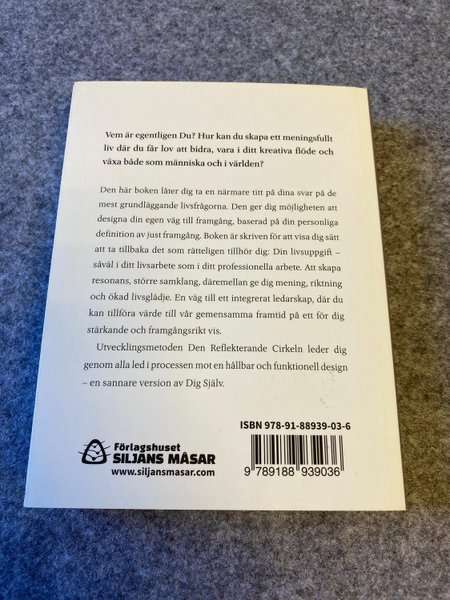 Vem är egentligen Du? Hur kan du skapa ett meningsfullt
liv där du får lov att bidra, vara i ditt kreativa flöde och
växa både som människa och i världen?
Den här boken låter dig ta en närmare titt på dina svar på de
mest grundläggande livsfrågorna. Den ger dig möjligheten att
designa din egen väg till framgång, baserad på din personliga
definition av just framgång. Boken är skriven för att visa dig sätt
att ta tillbaka det som rätteligen tillhör dig: Din livsuppgift –
såväl i ditt livsarbete som i ditt professionella arbete. Att skapa
resonans, större samklang, däremellan ge dig mening, riktning
och ökad livsglädje. En väg till ett integrerat ledarskap, där du
kan tillföra värde till vår gemensamma framtid på ett för dig
stärkande och framgångsrikt vis.
Utvecklingsmetoden Den Reflekterande Cirkeln leder dig
genom alla led i processen mot en hållbar och funktionell design
– en sannare version av Dig Själv.
ISBN 978-91-88939-03-6
Förlagshuset
SILJANS MÅSAR
www.siljansmasar.com
9 789188 939036